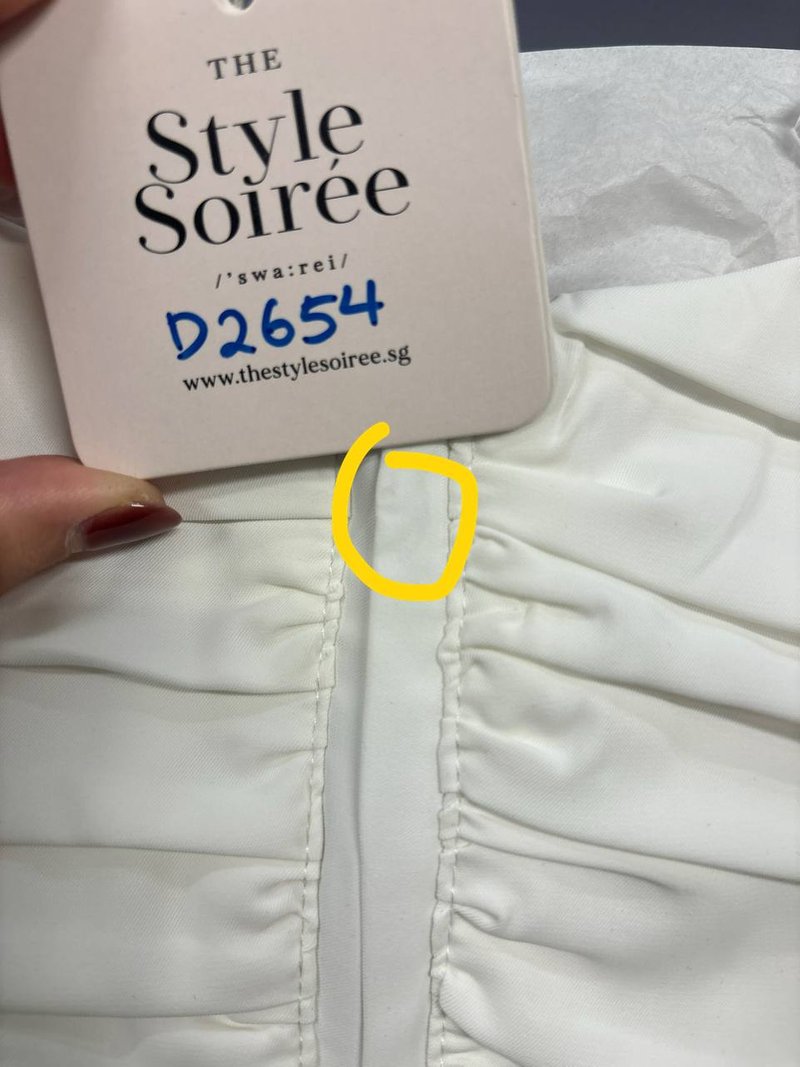 THE
Style
Soirée
/'swa:rei/
D2654
www.thestylesoiree.sg